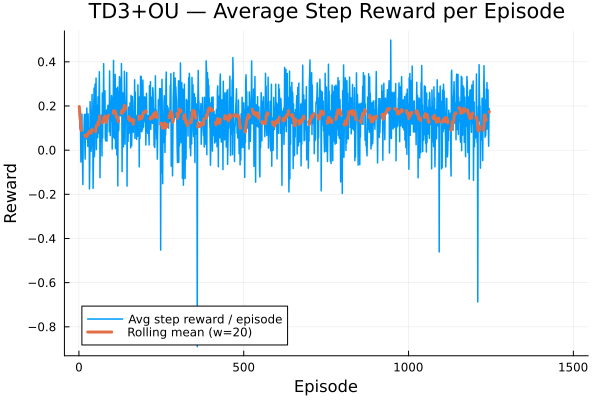 TD3+OU — Average Step Reward per Episode
0.4
0.2
0.0
−0.2
−0.4
−0.6
−0.8
Reward
Avg step reward / episode
Rolling mean (w=20)
0
500
1000
1500
Episode